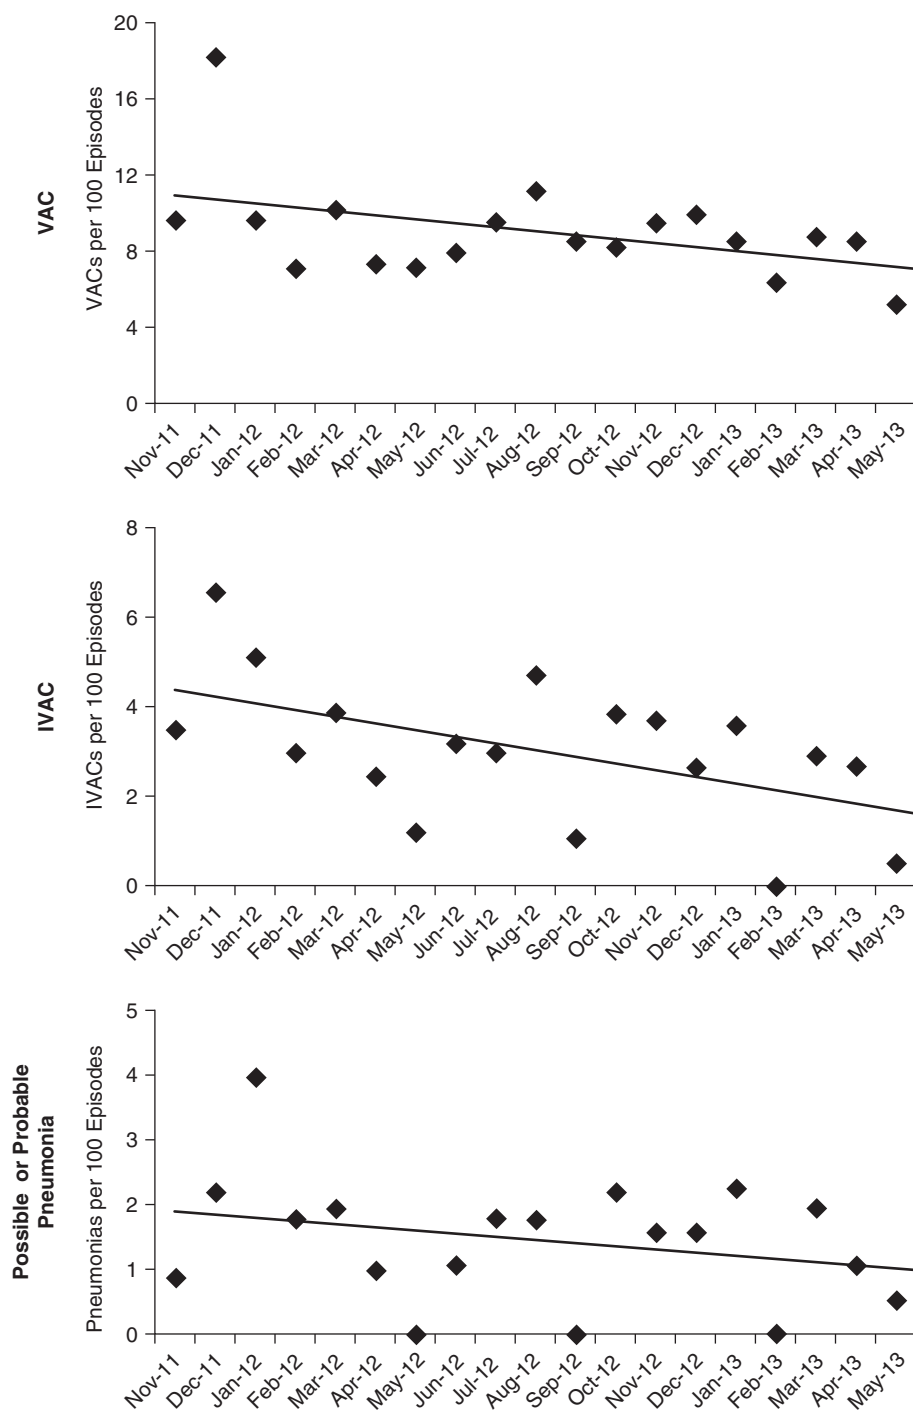 VAC
VACs per 100 Episodes
20
16
12
8
4
0
Nov-11 Dec-11 Jan-12 Feb-12 Mar-12 Apr-12 May-12 Jun-12 Jul-12 Aug-12 Sep-12 Oct-12 Nov-12 Dec-12 Jan-13 Feb-13 Mar-13 Apr-13 May-13
IVAC
IVACs per 100 Episodes
8
6
4
2
0
Nov-11 Dec-11 Jan-12 Feb-12 Mar-12 Apr-12 May-12 Jun-12 Jul-12 Aug-12 Sep-12 Oct-12 Nov-12 Dec-12 Jan-13 Feb-13 Mar-13 Apr-13 May-13
Possible or Probable
Pneumonia
Pneumonias per 100 Episodes
5
4
3
2
1
0
Nov-11 Dec-11 Jan-12 Feb-12 Mar-12 Apr-12 May-12 Jun-12 Jul-12 Aug-12 Sep-12 Oct-12 Nov-12 Dec-12 Jan-13 Feb-13 Mar-13 Apr-13 May-13